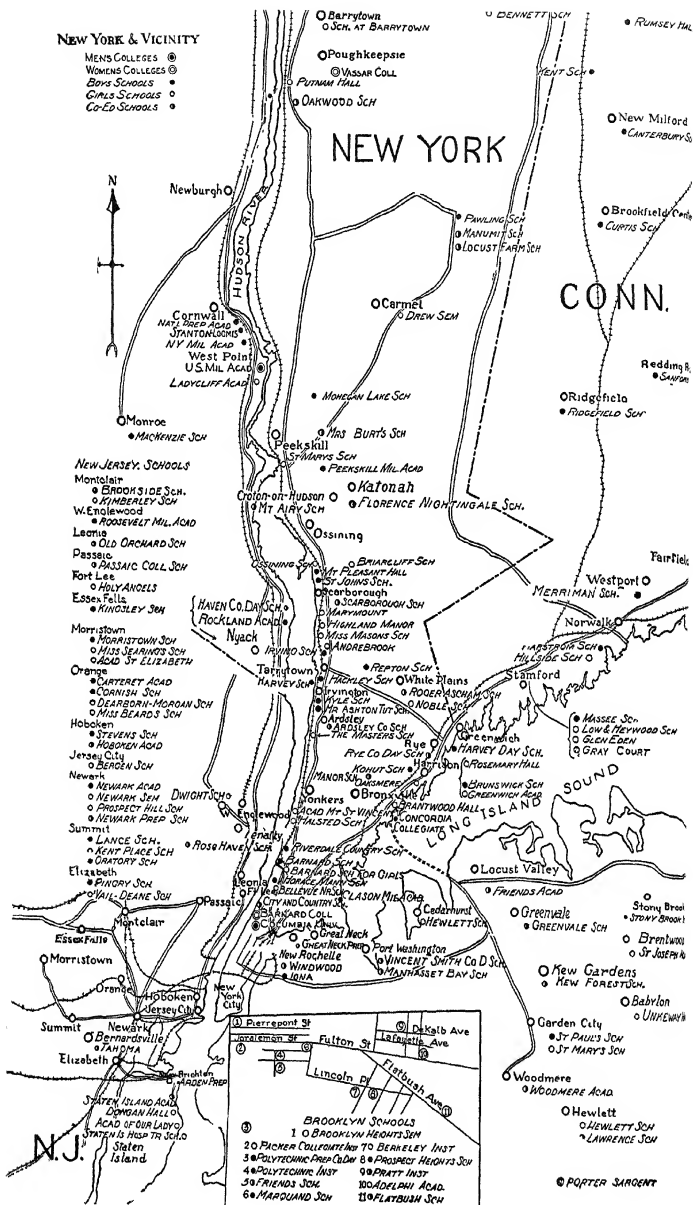 NEW YORK & VICINITY
MENS COLLEGES
WOMENS COLLEGES
BOYS SCHOOLS
GIRLS SCHOOLS
CO-ED SCHOOLS
Barrytown
SCH. AT BARRYTOWN
BENNETT SCH
Poughkeepsie
VASSAR COLL
PUTNAM HALL
OAKWOOD SCH
KENT SCH
New Milford
NEW YORK
N
Newburgh
HUDSON RIVER
PAWLING SCH
MANUMIT SCH
LOCUST FARM SCH
CURTIS SCH
CONN.
Cornwall
NAT'L PREP ACAD
STANTON-LOOMIS
NY MIL ACAD
West Point
U.S. MIL ACAD
LADYCLIFF ACAD
Carmel
DREW SEM
MOHEGAN LAKE SCH
Ridgefield
RIDGEFIELD SCH
Monroe
MACKENZIE SCH
MRS BURT'S SCH
Peekskill
ST MARYS SCH
PEEKSKILL MIL. ACAD
Croton-on-Hudson
MT AIRY SCH
Katonah
FLORENCE NIGHTINGALE SCH.
Ossining
NEW JERSEY. SCHOOLS
Montclair
BROOKSIDE SCH.
KIMBERLEY SCH
W. Englewood
ROOSEVELT MIL. ACAD
Leonia
OLD ORCHARD SCH
Passaic
PASSAIC COLL SCH
Fort Lee
HOLY ANGELS
Essex Fells
KINGSLEY SCH
Morristown
MORRISTOWN SCH
MISS SEARING'S SCH
ACAD ST ELIZABETH
Orange
CARTERET ACAD
CORNISH SCH
DEARBORN-MORGAN SCH
MISS BEARD'S SCH
Hoboken
STEVENS SCH
HOBOKEN ACAD
Jersey City
BERGEN SCH
Newark
NEWARK ACAD
NEWARK SEM
PROSPECT HILL SCH
NEWARK PREP SCH
Summit
LANCE SCH.
KENT PLACE SCH
ORATORY SCH
Elizabeth
PINGRY SCH
VAIL-DEANE SCH
OSSINING SCH
BRIARCLIFF SCH
MT PLEASANT HALL
ST JOHNS SCH.
Scarborough
SCARBOROUGH SCH
MARYMOUNT
HIGHLAND MANOR
MISS MASONS SCH
ANDREBROOK
HAVEN CO. DAY SCH
ROCKLAND ACAD
Nyack
IRVING SCH
Tarrytown
HARVEY SCH
REPTON SCH
HACKLEY SCH
Irvington
KYLE SCH
MR ASHTON TUT SCH
Ardsley
ARDSLEY CO SCH
THE MASTERS SCH
White Plains
ROGER ASCHAM SCH
NOBLE SCH
Westport
MERRIMAN SCH.
Norwalk
HILLSIDE SCH
Stamford
MASSEE SCH
LOW & HEYWOOD SCH
GLEN EDEN
GRAY COURT
Greenwich
HARVEY DAY SCH.
ROSEMARY HALL
BRUNSWICK SCH
GREENWICH ACAD
Rye
RYE CO DAY SCH
Harrison
KOHUT SCH
OAKSMERE
MANOR SCH
Yonkers
BRANTWOOD HALL
CONCORDIA
COLLEGIATE
ACAD MT ST VINCENT
HALSTED SCH
LONG ISLAND SOUND
DWIGHT SCH
Englewood
Tenafly
ROSE HAVEN SCH.
RIVERDALE COUNTRY SCH
BARNARD SCH
BARNARD SCH FOR GIRLS
HORACE MANN SCH
CLASON MIL ACAD
CITY AND COUNTRY SCH
BARNARD COLL
COLUMBIA UNIV.
Leonia
Passaic
Montclair
Essex Fells
Morristown
Orange
Hoboken
Jersey City
New York City
Summit
Newark
Bernardsville
Elizabeth
Great Neck
GREAT NECK PREP
New Rochelle
WINDWOOD
IONA
Port Washington
VINCENT SMITH CO D. SCH.
MANHASSET BAY SCH
Cedarhurst
HEWLETT SCH
Locust Valley
FRIENDS ACAD
Greenvale
GREENVALE SCH
Kew Gardens
KEW FOREST SCH.
Babylon
Garden City
ST PAUL'S SCH
ST MARY'S SCH
Woodmere
WOODMERE ACAD.
Hewlett
HEWLETT SCH
LAWRENCE SCH
ARDEN PREP
STATEN ISLAND ACAD
DONGAN HALL
ACAD OF OUR LADY
STATEN IS HOSP TR SCH.
Staten
Island
N.J.
1 Pierrepont St
Joralemon St
Fulton St
DeKalb Ave
Lafayette Ave
Lincoln Pl
Flatbush Ave
BROOKLYN SCHOOLS
1 BROOKLYN HEIGHTS SEM
2 PACKER COLLEGIATE INST 7 BERKELEY INST
3 POLYTECHNIC PREP CO DAY 8 PROSPECT HEIGHTS SCH
4 POLYTECHNIC INST 9 PRATT INST
5 FRIENDS SCH. 10 ADELPHI ACAD.
6 MARQUAND SCH 11 FLATBUSH SCH
© PORTER SARGENT